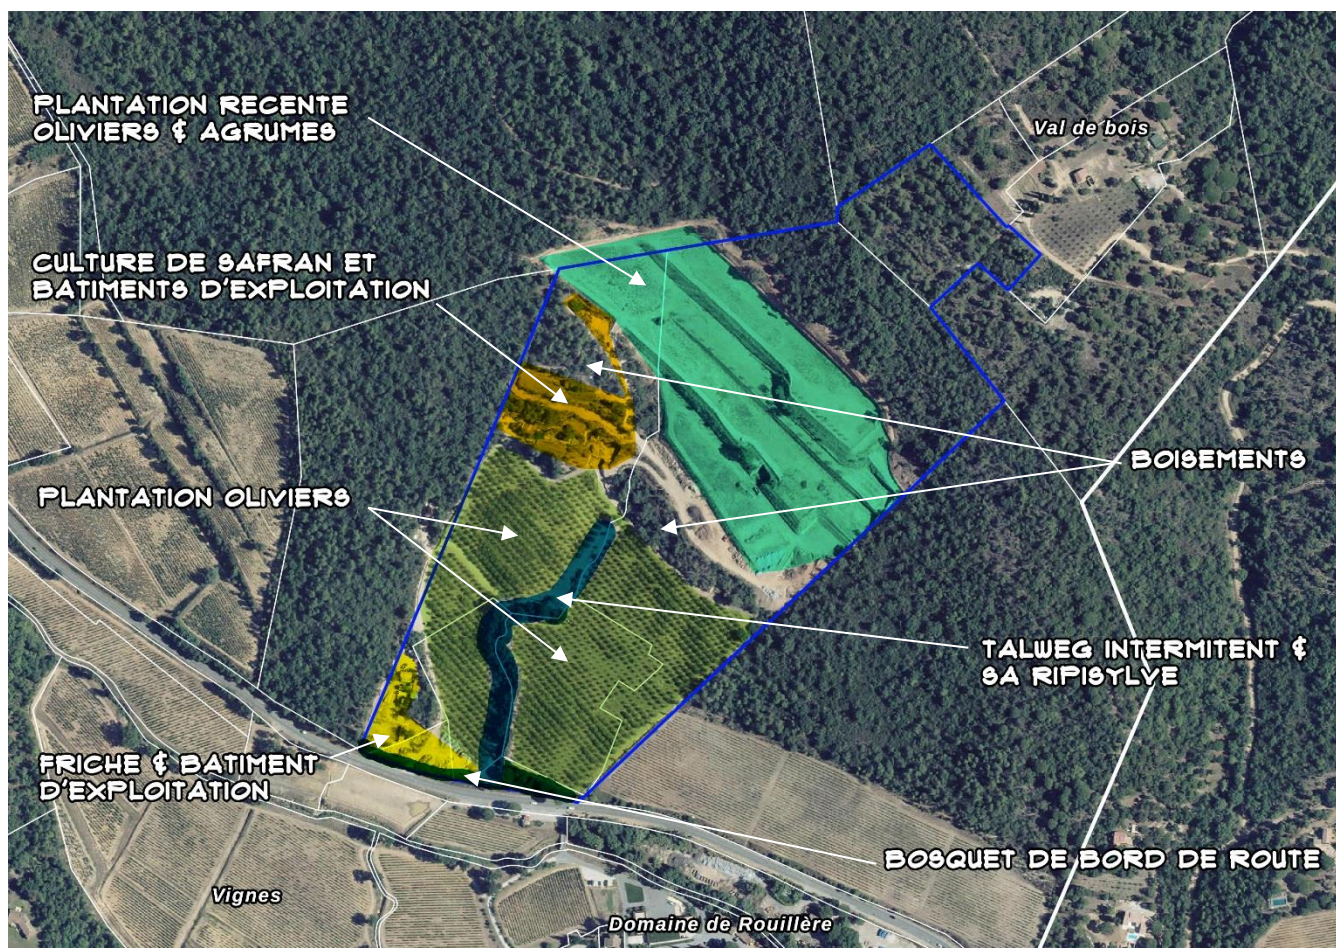 PLANTATION RECENTE
OLIVIERS & AGRUMES
Val de bois
CULTURE DE SAFRAN ET
BATIMENTS D'EXPLOITATION
BOISEMENTS
PLANTATION OLIVIERS
TALWEG INTERMITENT &
SA RIPISYLVE
FRICHE & BATIMENT
D'EXPLOITATION
BOSQUET DE BORD DE ROUTE
Vignes
Domaine de Rouillère